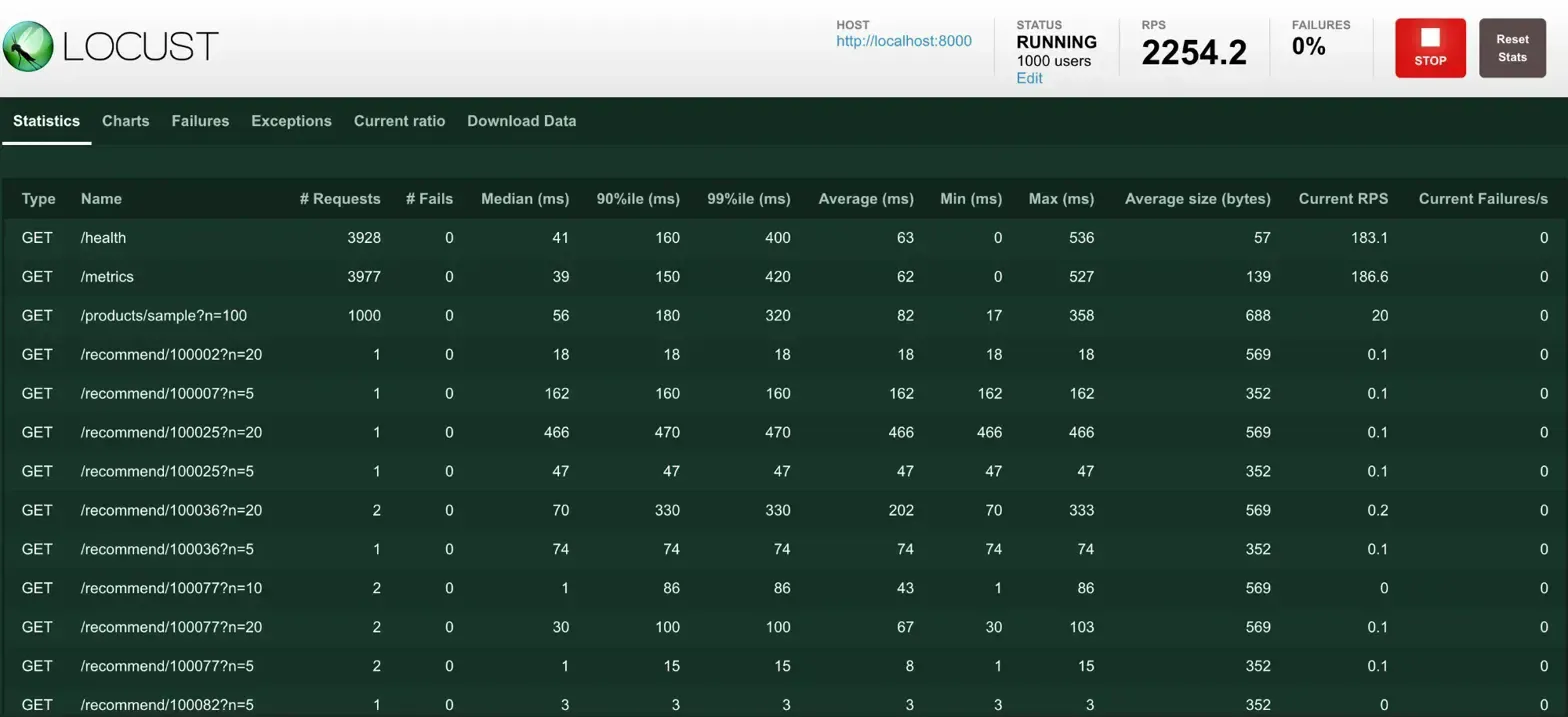 LOCUST
HOST
http://localhost:8000
STATUS
RUNNING
1000 users
Edit
RPS
2254.2
FAILURES
0%
STOP
Reset
Stats
Statistics Charts Failures Exceptions Current ratio Download Data
Type Name # Requests # Fails Median (ms) 90%ile (ms) 99%ile (ms) Average (ms) Min (ms) Max (ms) Average size (bytes) Current RPS Current Failures/s
GET /health 3928 0 41 160 400 63 0 536 57 183.1 0
GET /metrics 3977 0 39 150 420 62 0 527 139 186.6 0
GET /products/sample?n=100 1000 0 56 180 320 82 17 358 688 20 0
GET /recommend/100002?n=20 1 0 18 18 18 18 18 18 569 0.1 0
GET /recommend/100007?n=5 1 0 162 160 160 162 162 162 352 0.1 0
GET /recommend/100025?n=20 1 0 466 470 470 466 466 466 569 0.1 0
GET /recommend/100025?n=5 1 0 47 47 47 47 47 47 352 0.1 0
GET /recommend/100036?n=20 2 0 70 330 330 202 70 333 569 0.2 0
GET /recommend/100036?n=5 1 0 74 74 74 74 74 74 352 0.1 0
GET /recommend/100077?n=10 2 0 1 86 86 43 1 86 569 0 0
GET /recommend/100077?n=20 2 0 30 100 100 67 30 103 569 0.1 0
GET /recommend/100077?n=5 2 0 1 15 15 8 1 15 352 0.1 0
GET /recommend/100082?n=5 1 0 3 3 3 3 3 3 352 0 0